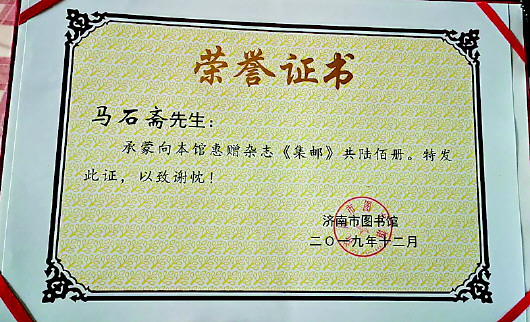 荣誉证书
马石斋先生:
承蒙向本馆惠赠杂志《集邮》共陆佰册。特发
此证，以致谢忱!
济南市图书馆
二〇一九年十二月